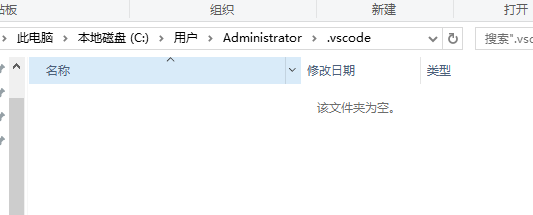 贴板 组织 新建 打开
此电脑 本地磁盘 (C:) 用户 Administrator .vscode 搜索".vsc
名称 修改日期 类型
该文件夹为空。